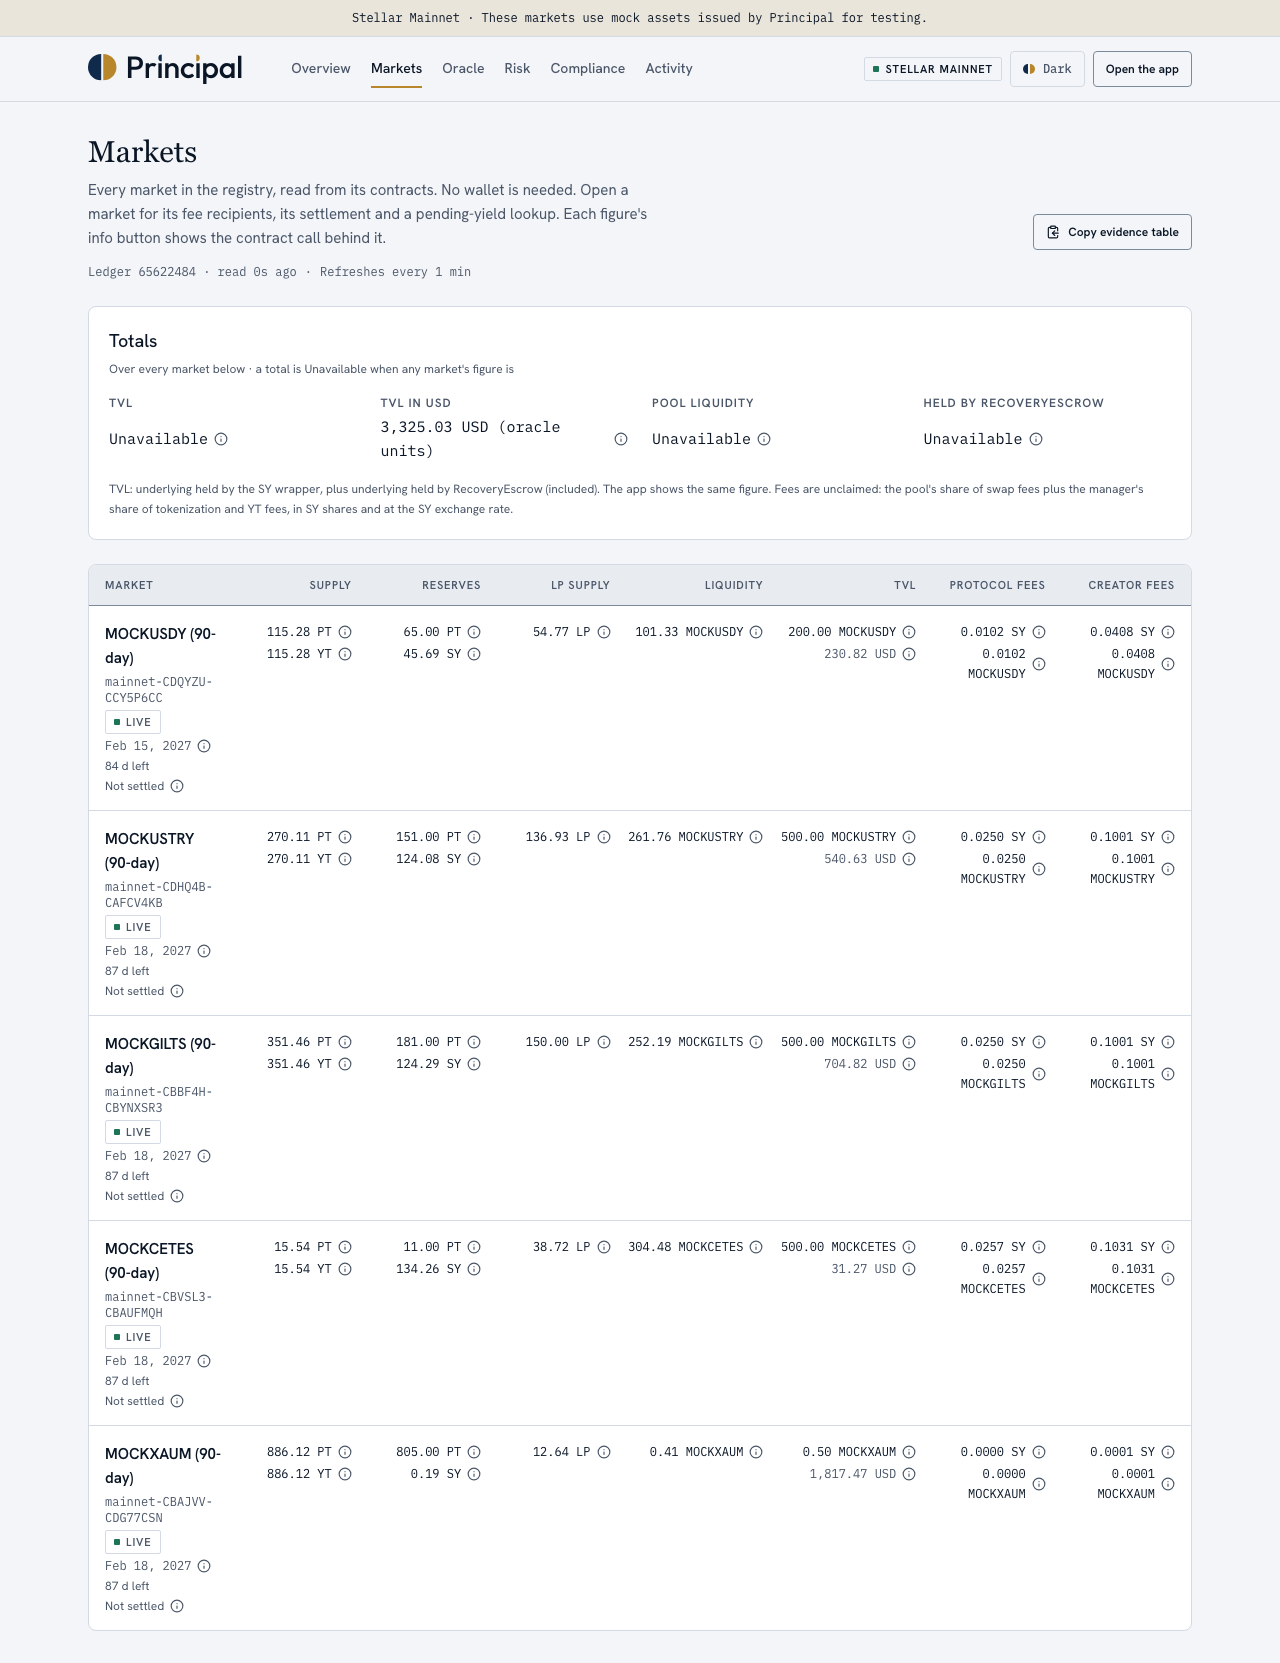 Stellar Mainnet · These markets use mock assets issued by Principal for testing.
Principal
Overview Markets Oracle Risk Compliance Activity
STELLAR MAINNET
Dark
Open the app
Markets
Every market in the registry, read from its contracts. No wallet is needed. Open a
market for its fee recipients, its settlement and a pending-yield lookup. Each figure's
info button shows the contract call behind it.
Copy evidence table
Ledger 65622484 · read 0s ago · Refreshes every 1 min
Totals
Over every market below · a total is Unavailable when any market's figure is
TVL TVL IN USD POOL LIQUIDITY HELD BY RECOVERYESCROW
Unavailable 3,325.03 USD (oracle Unavailable Unavailable
units)
TVL: underlying held by the SY wrapper, plus underlying held by RecoveryEscrow (included). The app shows the same figure. Fees are unclaimed: the pool's share of swap fees plus the manager's
share of tokenization and YT fees, in SY shares and at the SY exchange rate.
MARKET SUPPLY RESERVES LP SUPPLY LIQUIDITY TVL PROTOCOL FEES CREATOR FEES
MOCKUSDY (90- 115.28 PT 65.00 PT 54.77 LP 101.33 MOCKUSDY 200.00 MOCKUSDY 0.0102 SY 0.0408 SY
day) 115.28 YT 45.69 SY 230.82 USD 0.0102 0.0408
MOCKUSDY MOCKUSDY
mainnet-CDQYZU-
CCY5P6CC
LIVE
Feb 15, 2027
84 d left
Not settled
MOCKUSTRY 270.11 PT 151.00 PT 136.93 LP 261.76 MOCKUSTRY 500.00 MOCKUSTRY 0.0250 SY 0.1001 SY
(90-day) 270.11 YT 124.08 SY 540.63 USD 0.0250 0.1001
MOCKUSTRY MOCKUSTRY
mainnet-CDHQ4B-
CAFCV4KB
LIVE
Feb 18, 2027
87 d left
Not settled
MOCKGILTS (90- 351.46 PT 181.00 PT 150.00 LP 252.19 MOCKGILTS 500.00 MOCKGILTS 0.0250 SY 0.1001 SY
day) 351.46 YT 124.29 SY 704.82 USD 0.0250 0.1001
MOCKGILTS MOCKGILTS
mainnet-CBBF4H-
CBYNXSR3
LIVE
Feb 18, 2027
87 d left
Not settled
MOCKCETES 15.54 PT 11.00 PT 38.72 LP 304.48 MOCKCETES 500.00 MOCKCETES 0.0257 SY 0.1031 SY
(90-day) 15.54 YT 134.26 SY 31.27 USD 0.0257 0.1031
MOCKCETES MOCKCETES
mainnet-CBVSL3-
CBAUFMQH
LIVE
Feb 18, 2027
87 d left
Not settled
MOCKXAUM (90- 886.12 PT 805.00 PT 12.64 LP 0.41 MOCKXAUM 0.50 MOCKXAUM 0.0000 SY 0.0001 SY
day) 886.12 YT 0.19 SY 1,817.47 USD 0.0000 0.0001
MOCKXAUM MOCKXAUM
mainnet-CBAJVV-
CDG77CSN
LIVE
Feb 18, 2027
87 d left
Not settled